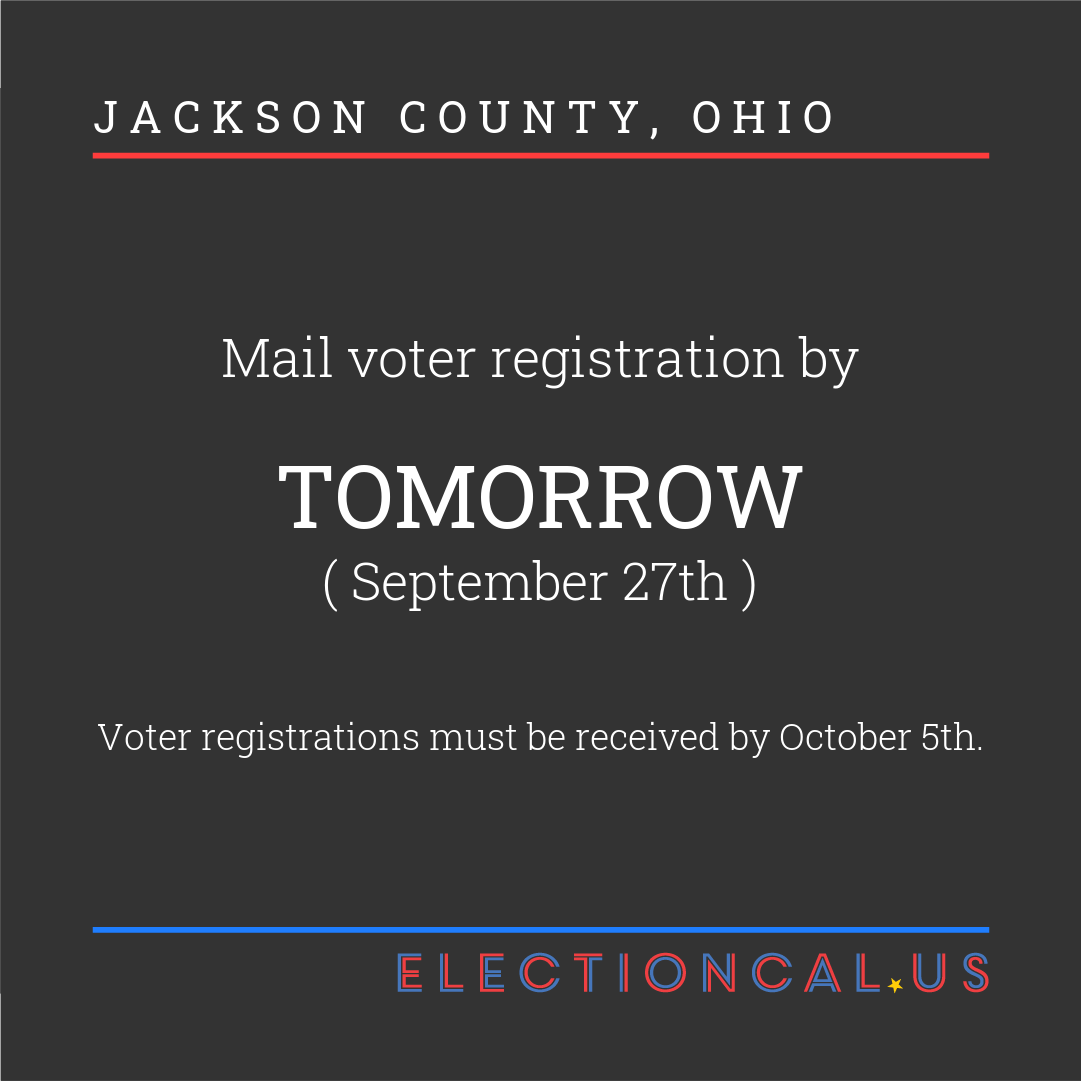 JACKSON COUNTY, OHIO
Mail voter registration by
TOMORROW
( September 27th )
Voter registrations must be received by October 5th.
ELECTIONCAL.US